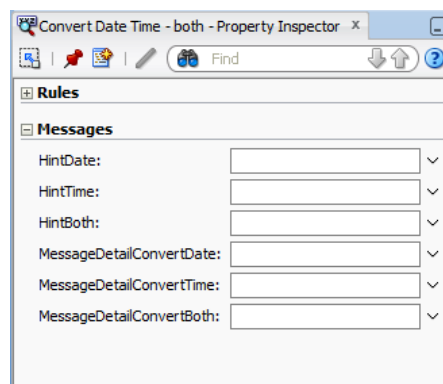 Convert Date Time - both - Property Inspector x
Find
Rules
Messages
HintDate:
HintTime:
HintBoth:
MessageDetailConvertDate:
MessageDetailConvertTime:
MessageDetailConvertBoth: